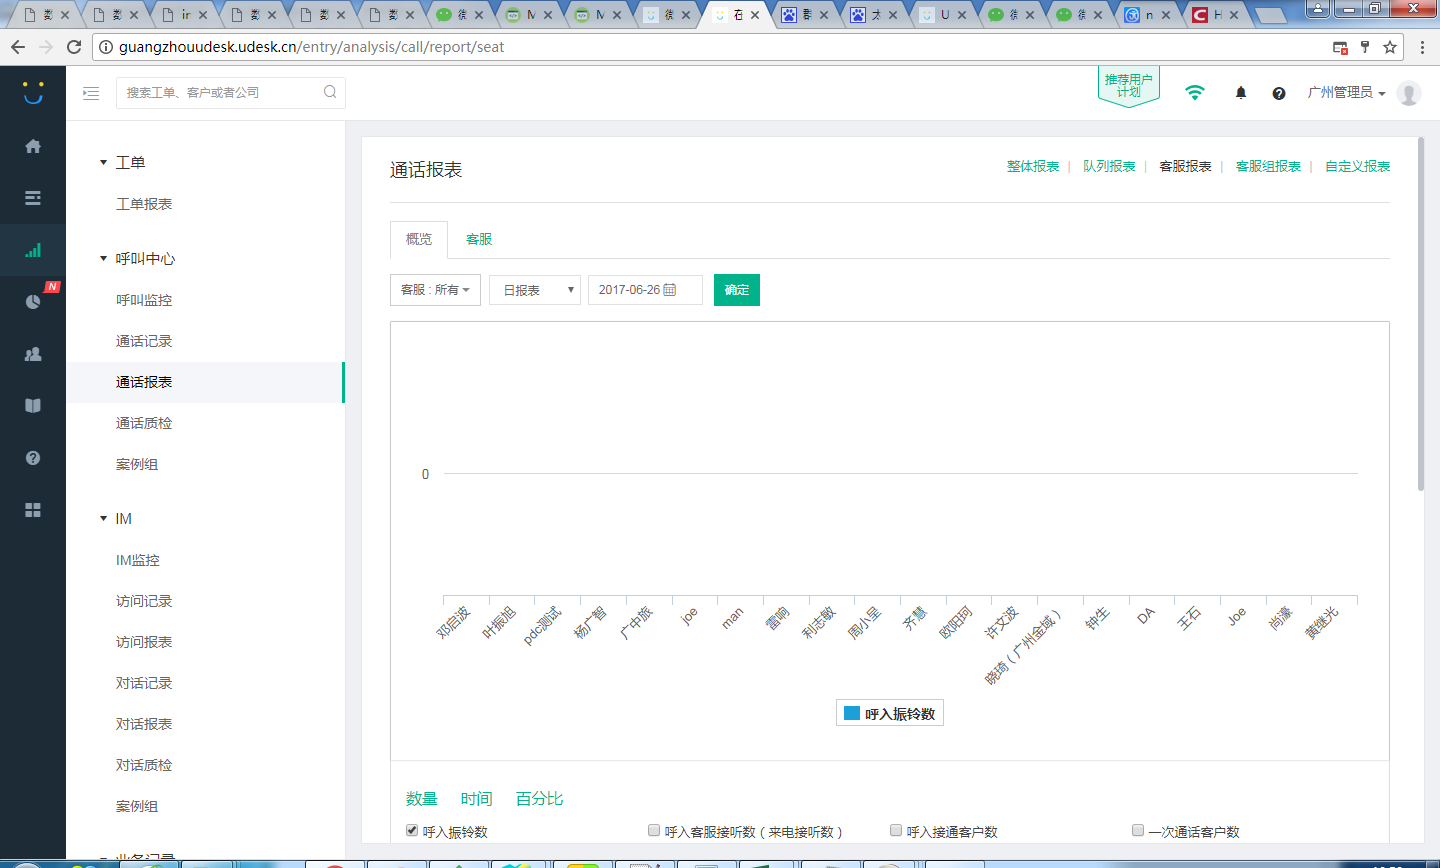 guangzhouudesk.udesk.cn/entry/analysis/call/report/seat
搜索工单、客户或者公司
推荐用户
计划
广州管理员
N
工单
工单报表
呼叫中心
呼叫监控
通话记录
通话报表
通话质检
案例组
IM
IM监控
访问记录
访问报表
对话记录
对话报表
对话质检
案例组
业务记录
通话报表
整体报表 | 队列报表 | 客服报表 | 客服组报表 | 自定义报表
概览 客服
客服 : 所有 日报表 2017-06-26 确定
0
邓启波 叶振旭 pdc测试 杨广智 广中旅 joe man 雷响 利志敏 周小呈 齐慧 欧阳珂 许文波 晓琦（广州金域） 钟生 DA 王石 Joe 尚濠 黄继光
呼入振铃数
数量 时间 百分比
呼入振铃数 呼入客服接听数（来电接听数） 呼入接通客户数 一次通话客户数